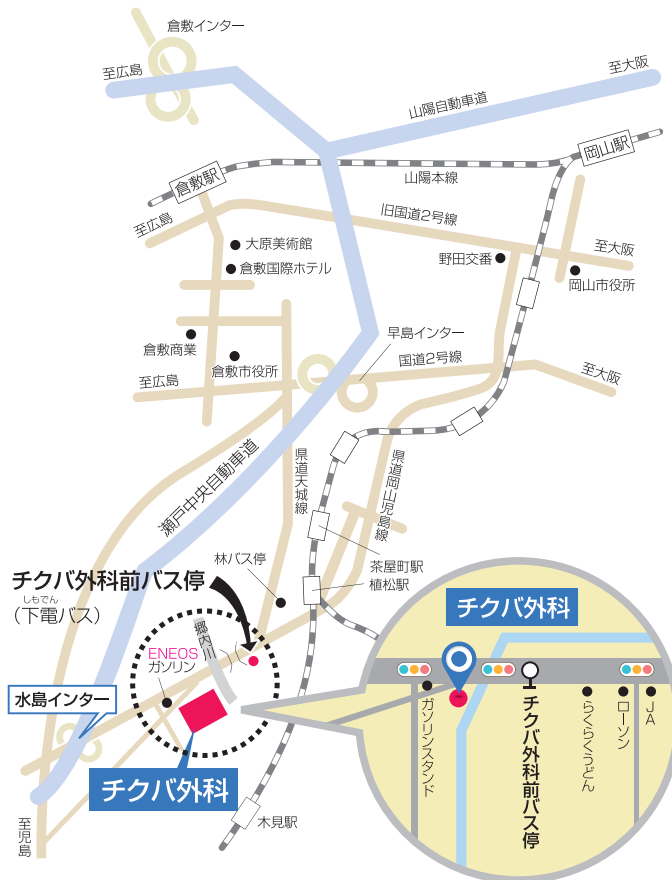 倉敷インター
至広島
至大阪
山陽自動車道
岡山駅
倉敷駅
山陽本線
至広島
旧国道2号線
大原美術館
倉敷国際ホテル
野田交番
至大阪
岡山市役所
早島インター
倉敷商業
倉敷市役所
国道2号線
至広島
至大阪
瀬戸中央自動車道
県道天城線
県道岡山児島線
林バス停
茶屋町駅
植松駅
チクバ外科前バス停
しもでん
(下電バス)
郷内川
ENEOS
ガソリン
水島インター
チクバ外科
至児島
木見駅
チクバ外科
ガソリンスタンド
チクバ外科前バス停
らくらくうどん
ローソン
JA